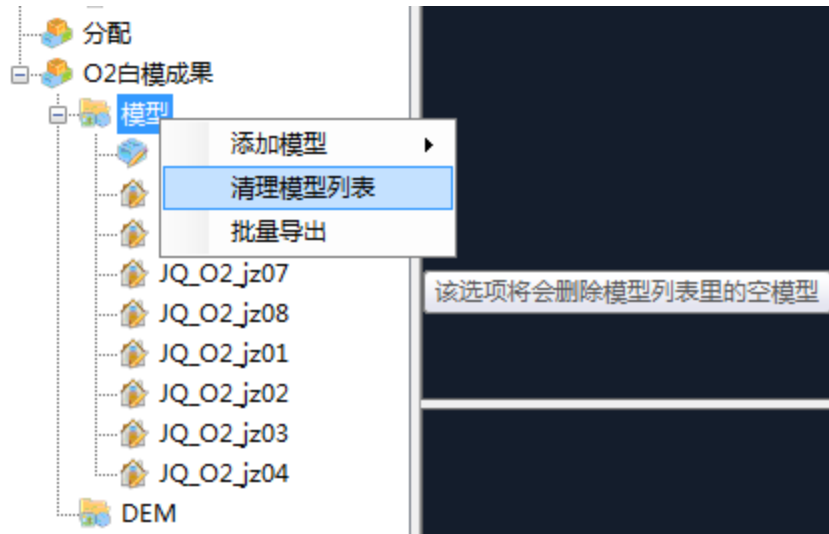 分配
O2白模成果
模型
添加模型
清理模型列表
批量导出
JQ_O2_jz07
该选项将会删除模型列表里的空模型
JQ_O2_jz08
JQ_O2_jz01
JQ_O2_jz02
JQ_O2_jz03
JQ_O2_jz04
DEM